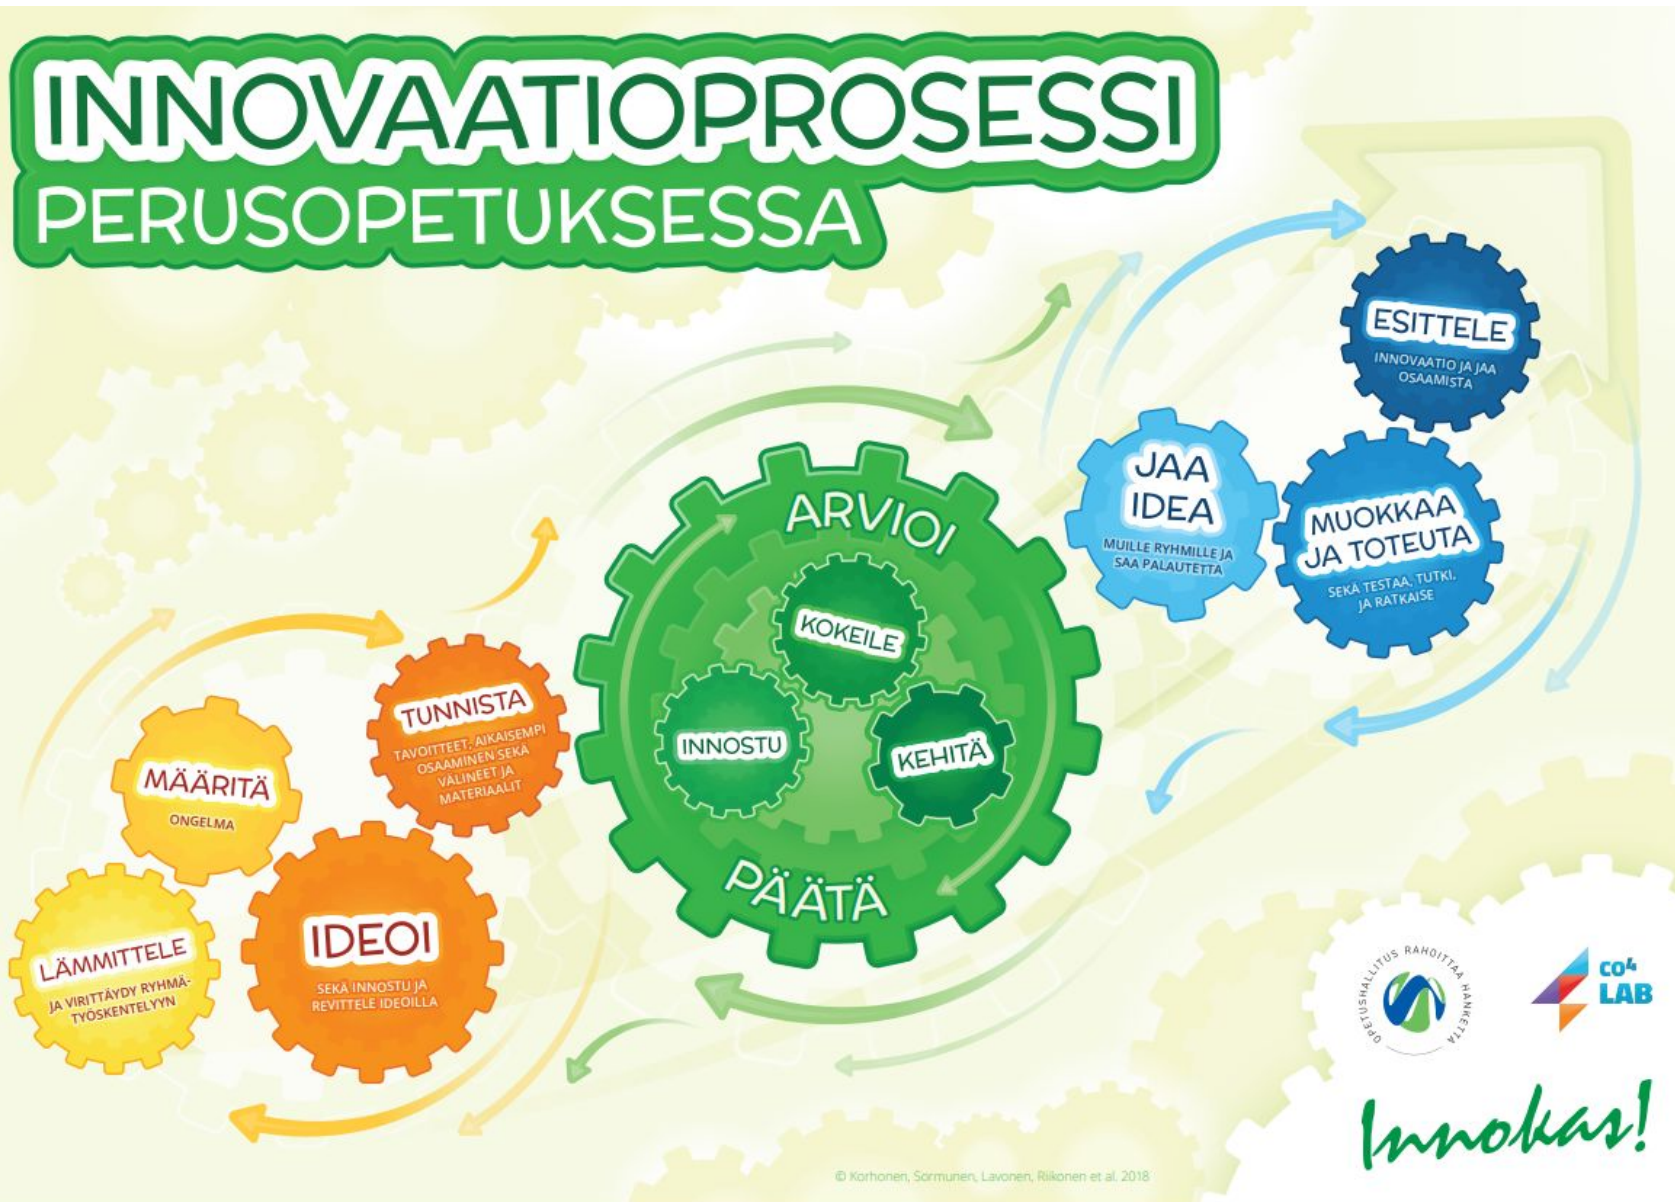 INNOVAATIOPROSESSI
PERUSOPETUKSESSA
LÄMMITTELE
JA VIRITTÄYDY RYHMÄ-
TYÖSKENTELYYN
MÄÄRITÄ
ONGELMA
IDEOI
SEKÄ INNOSTU JA
REVITTELE IDEOILLA
TUNNISTA
TAVOITTEET, AIKAISEMPI
OSAAMINEN SEKÄ
VÄLINEET JA
MATERIAALIT
ARVIOI
KOKEILE
INNOSTU
KEHITÄ
PÄÄTÄ
JAA
IDEA
MUILLE RYHMILLE JA
SAA PALAUTETTA
MUOKKAA
JA TOTEUTA
SEKÄ TESTAA, TUTKI,
JA RATKAISE
ESITTELE
INNOVAATIO JA JAA
OSAAMISTA
OPETUSHALLITUS RAHOITTAA HANKETTA
CO4
LAB
Innokas!
© Korhonen, Sormunen, Lavonen, Riikonen et al. 2018